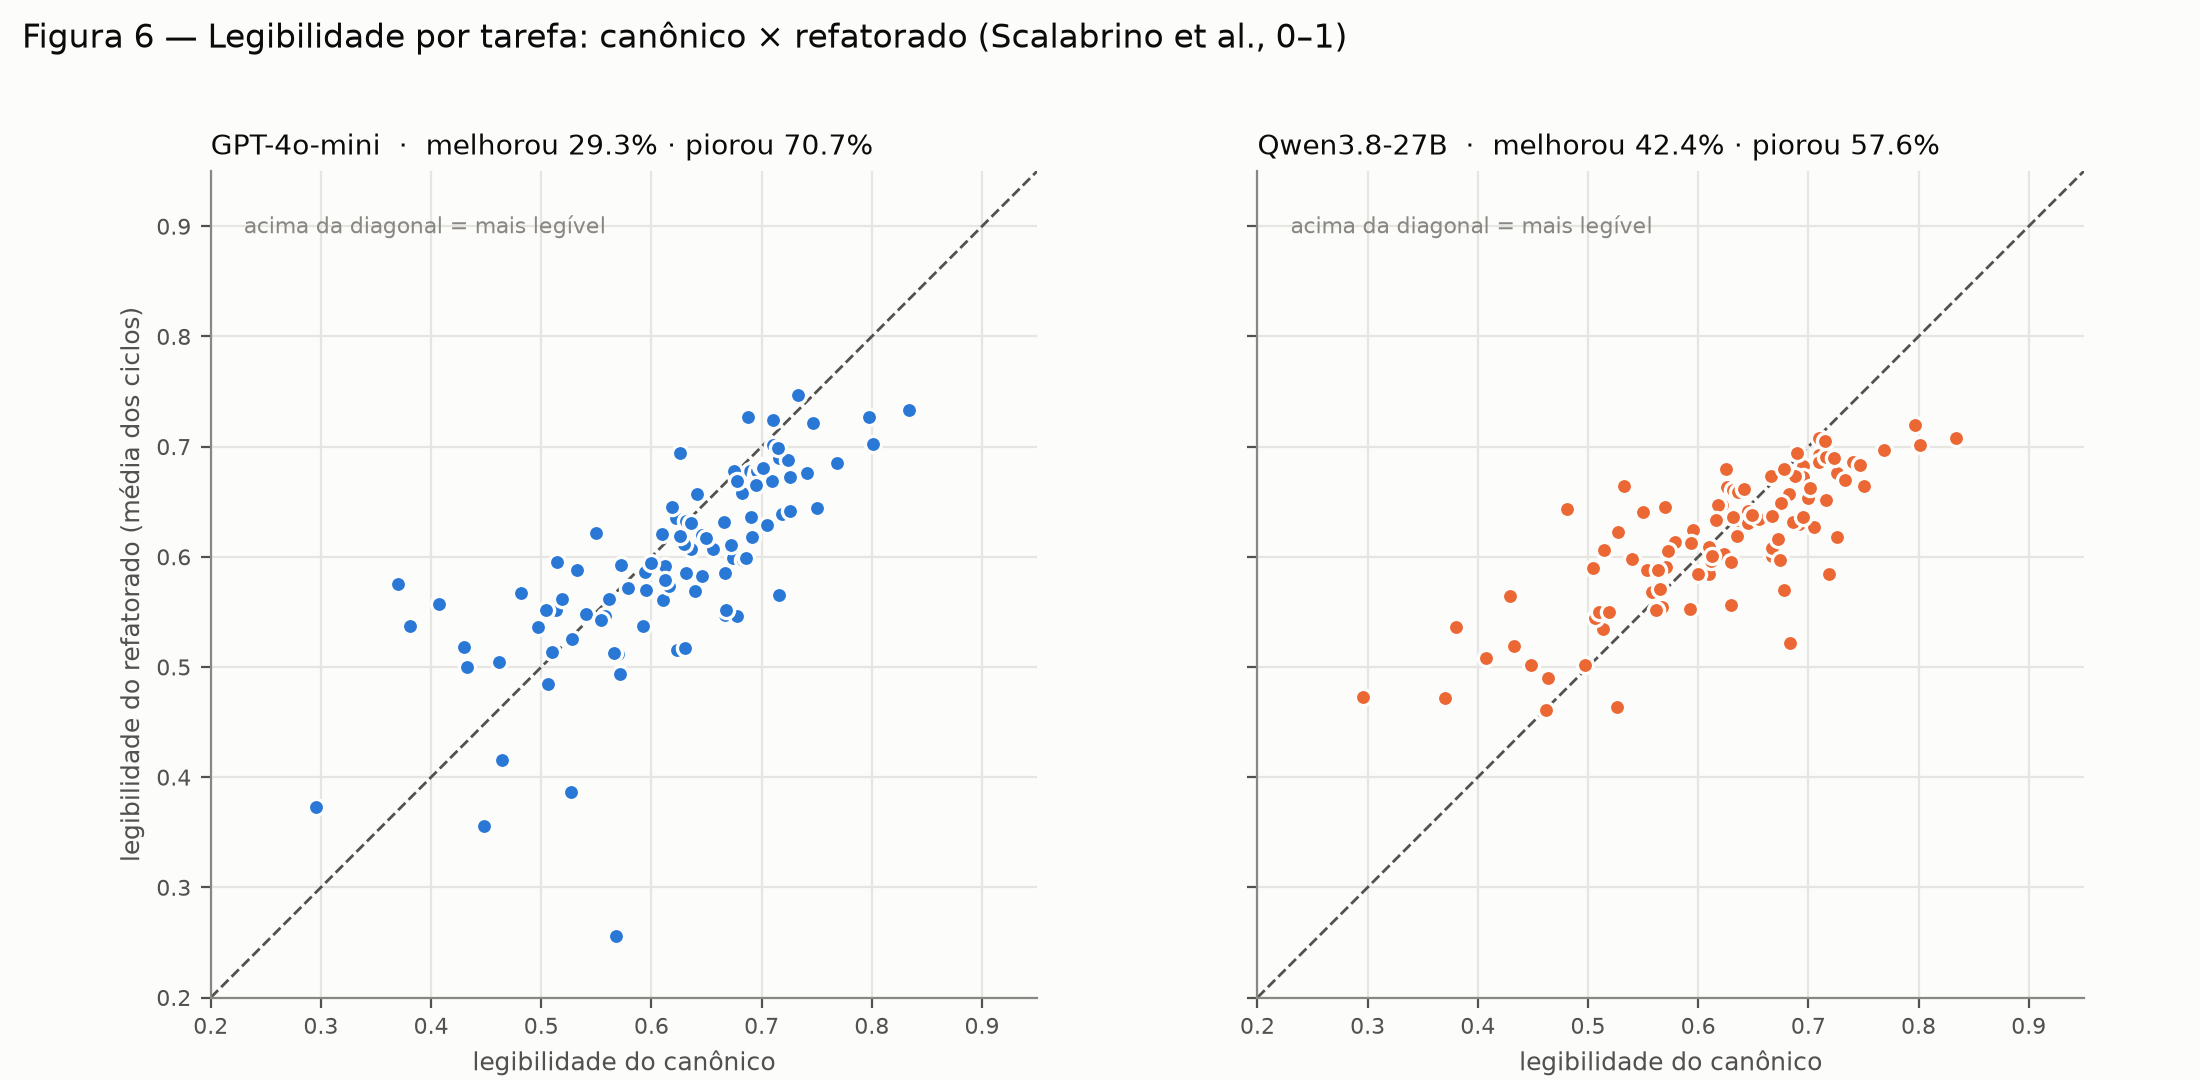 Figura 6 — Legibilidade por tarefa: canônico × refatorado (Scalabrino et al., 0–1)
GPT-4o-mini · melhorou 29.3% · piorou 70.7%
acima da diagonal = mais legível
legibilidade do refatorado (média dos ciclos)
0.9
0.8
0.7
0.6
0.5
0.4
0.3
0.2
0.2 0.3 0.4 0.5 0.6 0.7 0.8 0.9
legibilidade do canônico
Qwen3.8-27B · melhorou 42.4% · piorou 57.6%
acima da diagonal = mais legível
0.2 0.3 0.4 0.5 0.6 0.7 0.8 0.9
legibilidade do canônico